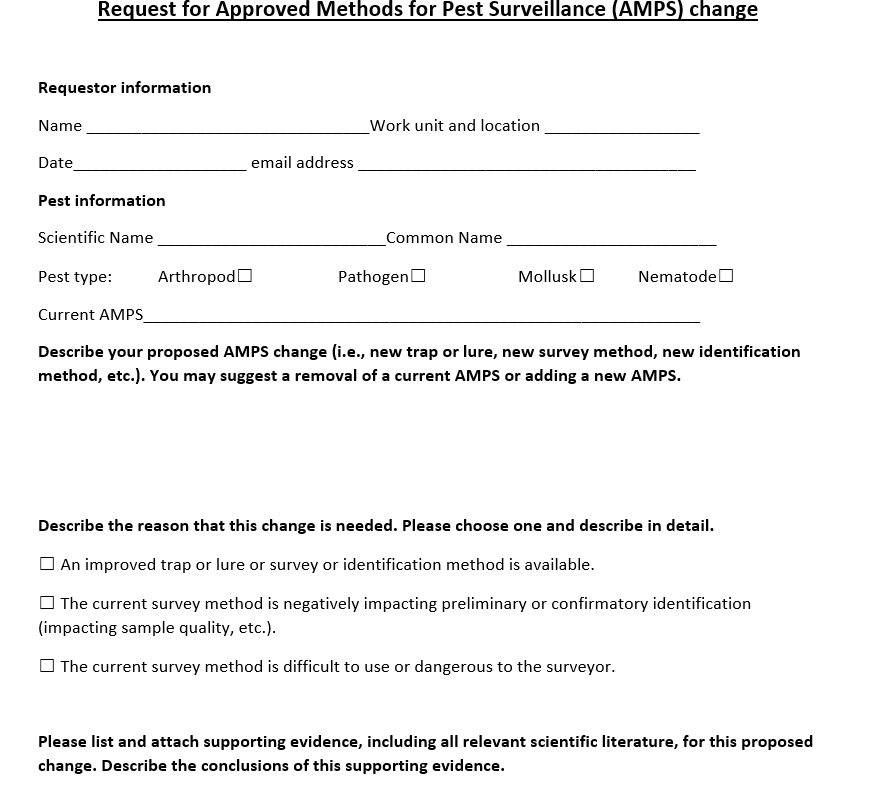 Request for Approved Methods for Pest Surveillance (AMPS) change
Requestor information
Name _______________________________Work unit and location _________________
Date___________________ email address _____________________________________
Pest information
Scientific Name _________________________Common Name _______________________
Pest type: Arthropod☐ Pathogen☐ Mollusk☐ Nematode☐
Current AMPS_____________________________________________________________
Describe your proposed AMPS change (i.e., new trap or lure, new survey method, new identification
method, etc.). You may suggest a removal of a current AMPS or adding a new AMPS.
Describe the reason that this change is needed. Please choose one and describe in detail.
☐ An improved trap or lure or survey or identification method is available.
☐ The current survey method is negatively impacting preliminary or confirmatory identification
(impacting sample quality, etc.).
☐ The current survey method is difficult to use or dangerous to the surveyor.
Please list and attach supporting evidence, including all relevant scientific literature, for this proposed
change. Describe the conclusions of this supporting evidence.